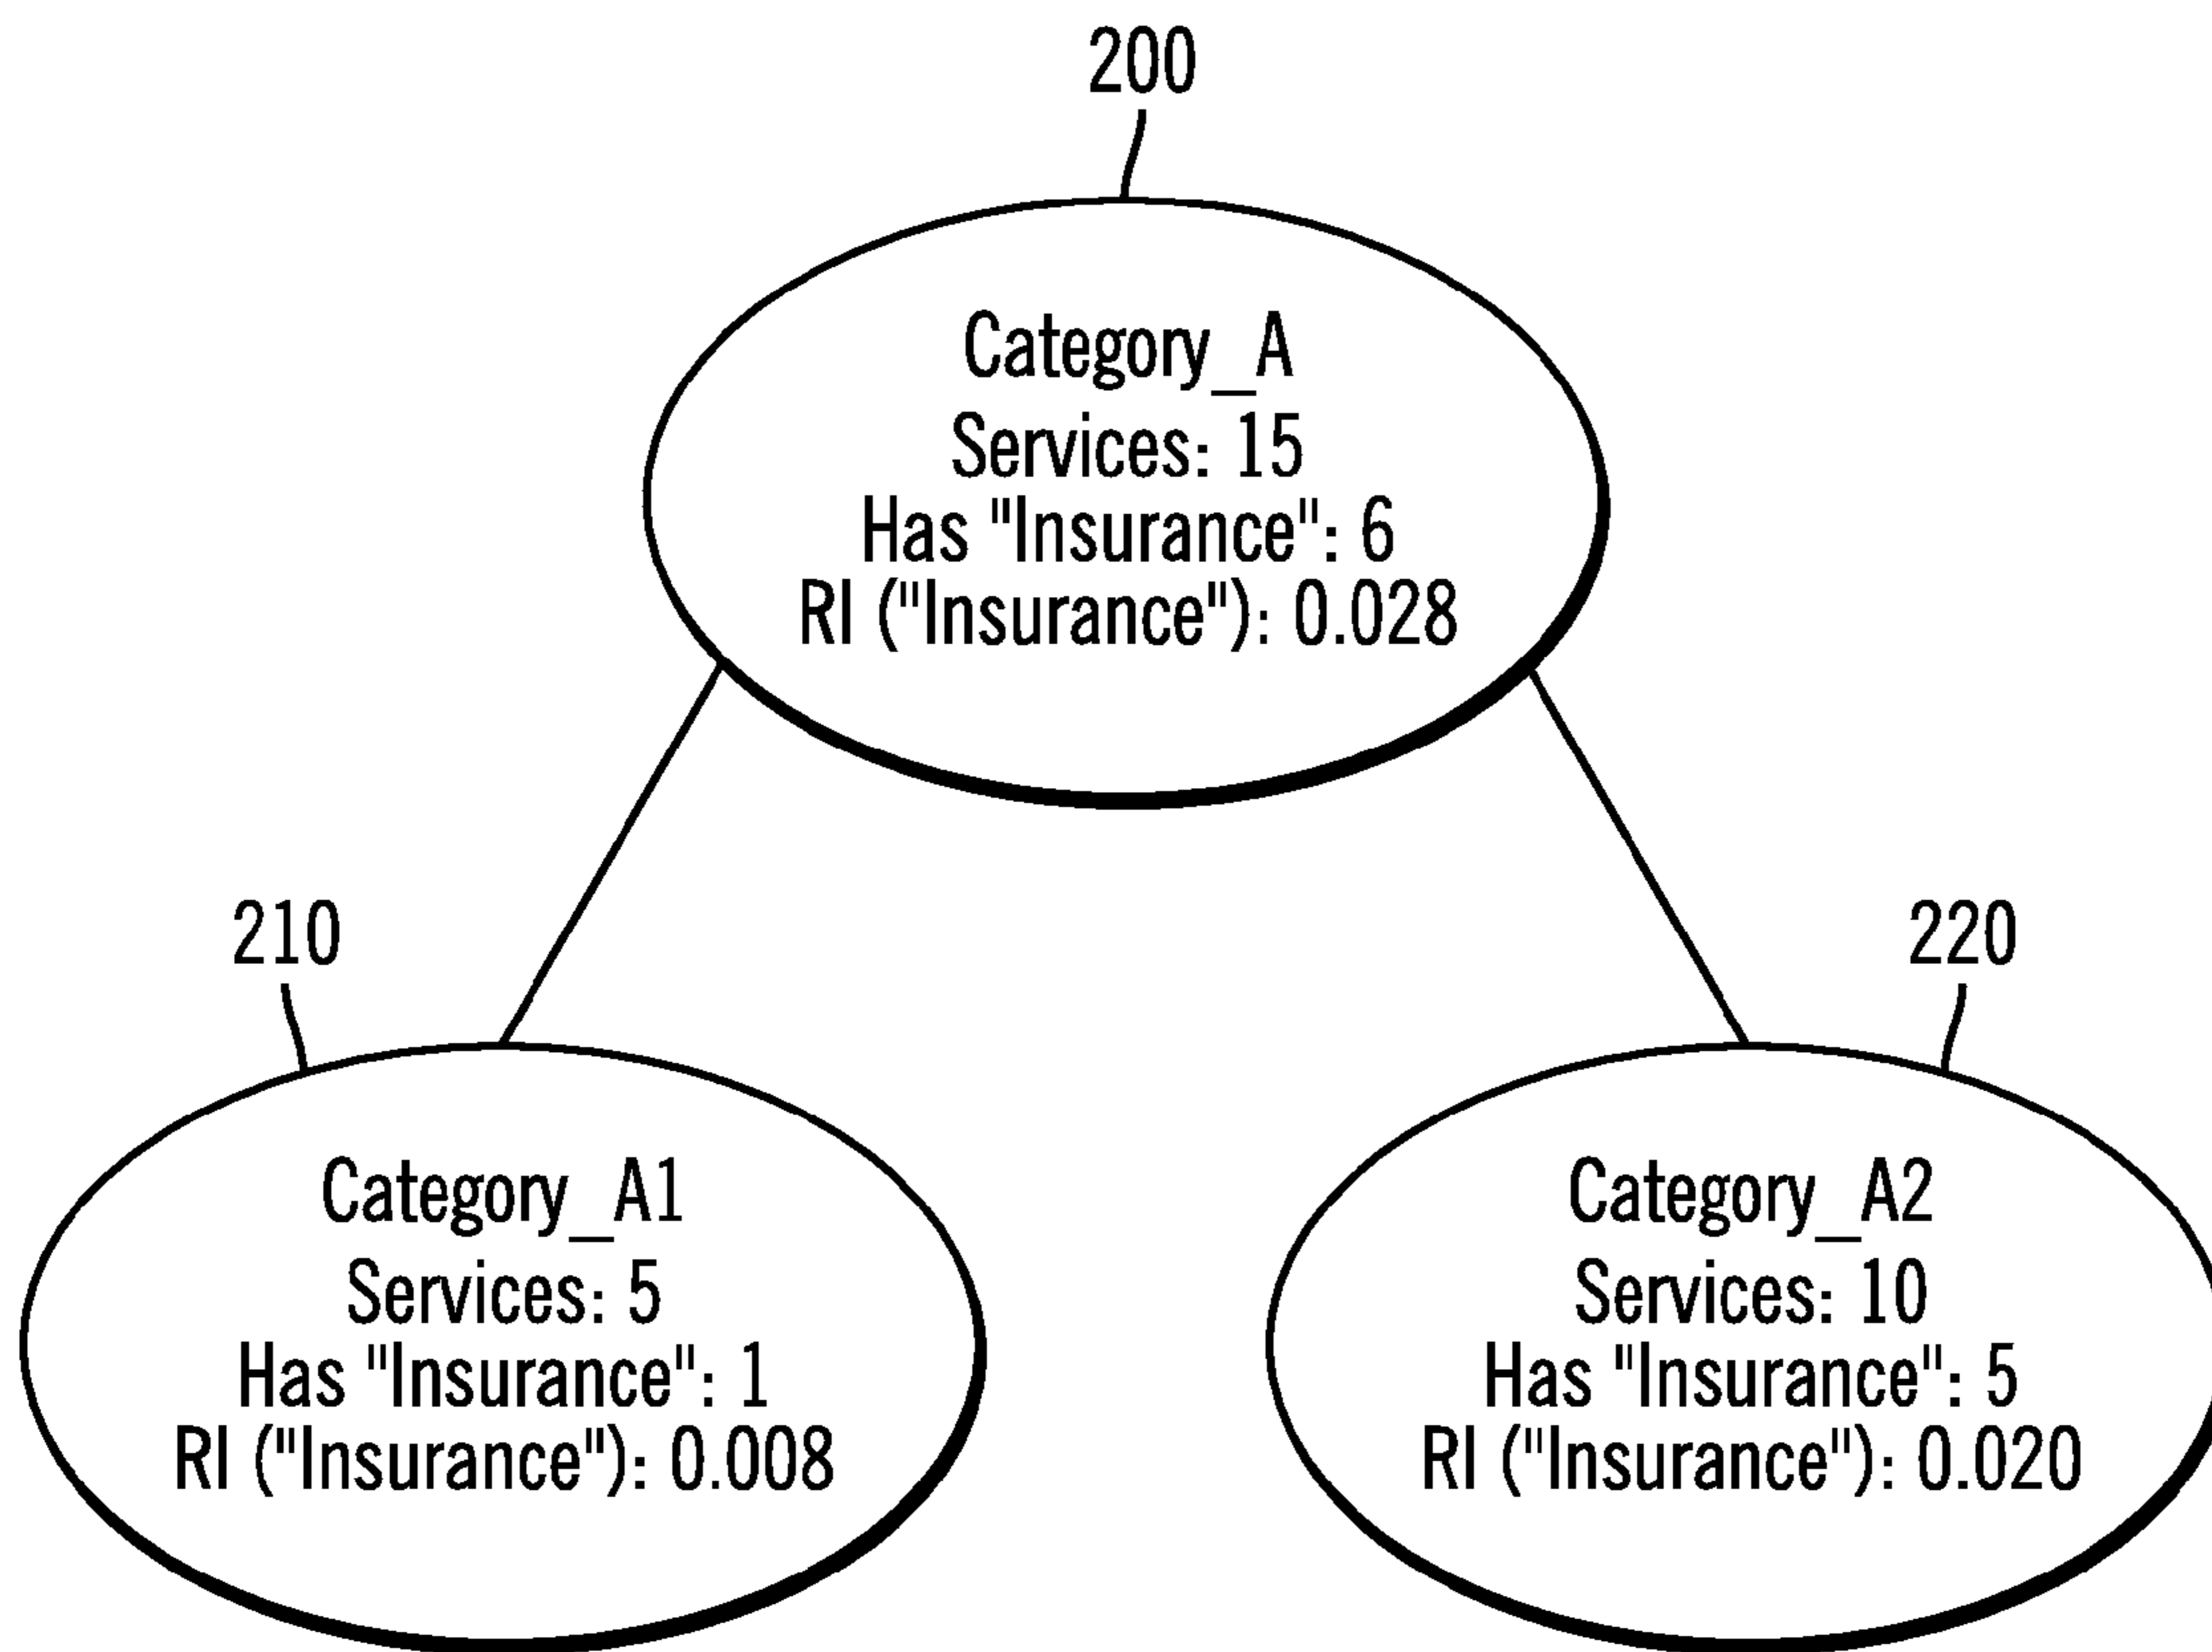 200
Category_A
Services: 15
Has "Insurance": 6
RI ("Insurance"): 0.028
210
220
Category_A1
Services: 5
Has "Insurance": 1
RI ("Insurance"): 0.008
Category_A2
Services: 10
Has "Insurance": 5
RI ("Insurance"): 0.020